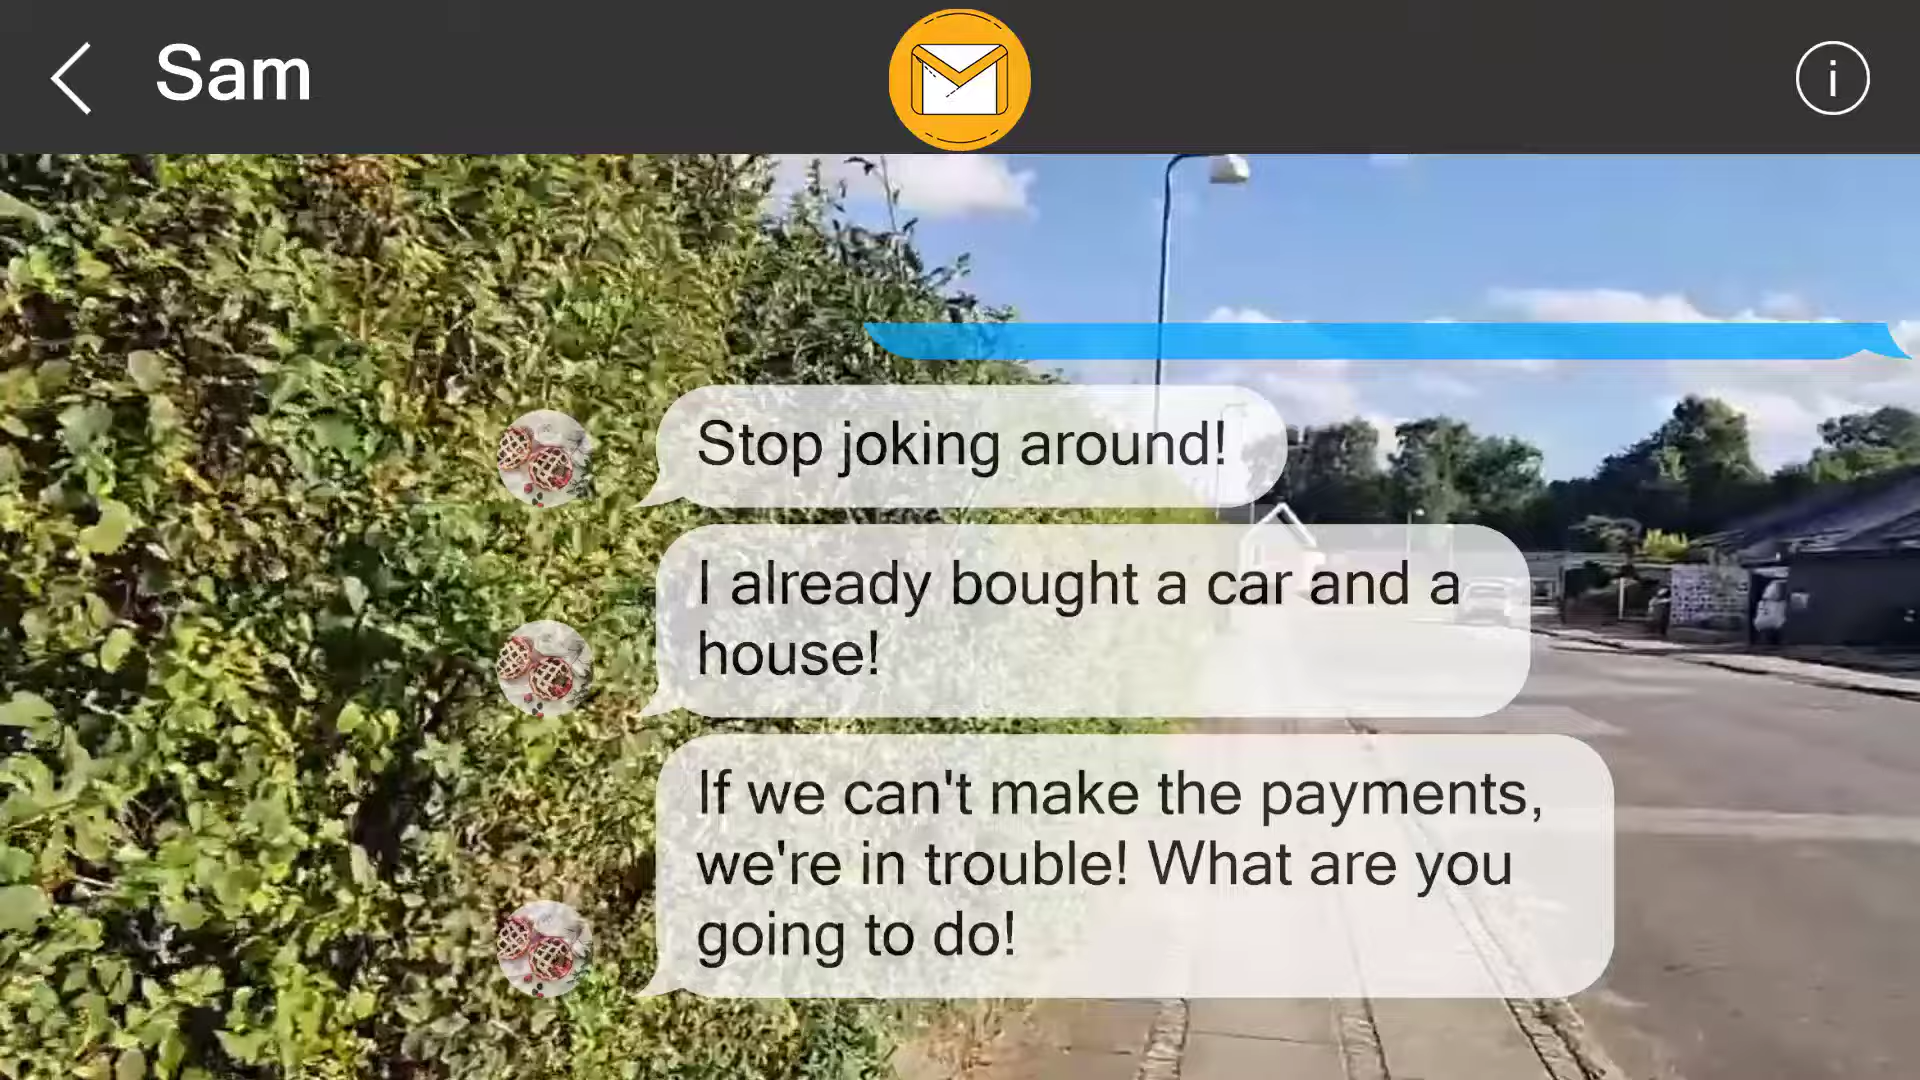 Sam
Stop joking around!
I already bought a car and a
house!
If we can't make the payments,
we're in trouble! What are you
going to do!